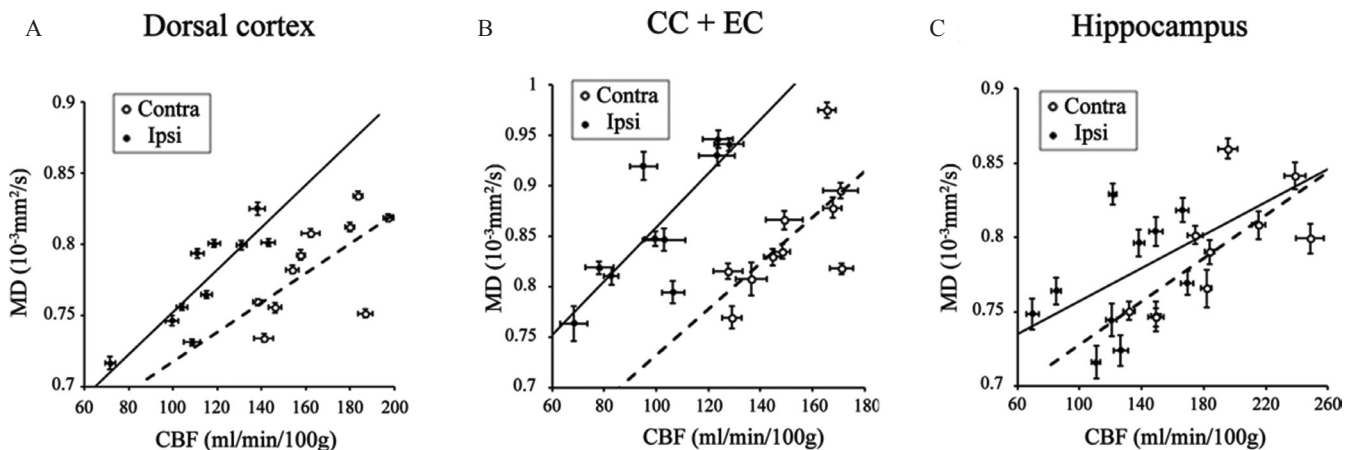 A Dorsal cortex
B CC + EC
C Hippocampus
Contra
Ipsi
MD (10⁻³mm²/s)
0.9
0.85
0.8
0.75
0.7
60 80 100 120 140 160 180 200
CBF (ml/min/100g)
Contra
Ipsi
MD (10⁻³mm²/s)
1
0.95
0.9
0.85
0.8
0.75
0.7
60 80 100 120 140 160 180
CBF (ml/min/100g)
Contra
Ipsi
MD (10⁻³mm²/s)
0.9
0.85
0.8
0.75
0.7
60 100 140 180 220 260
CBF (ml/min/100g)